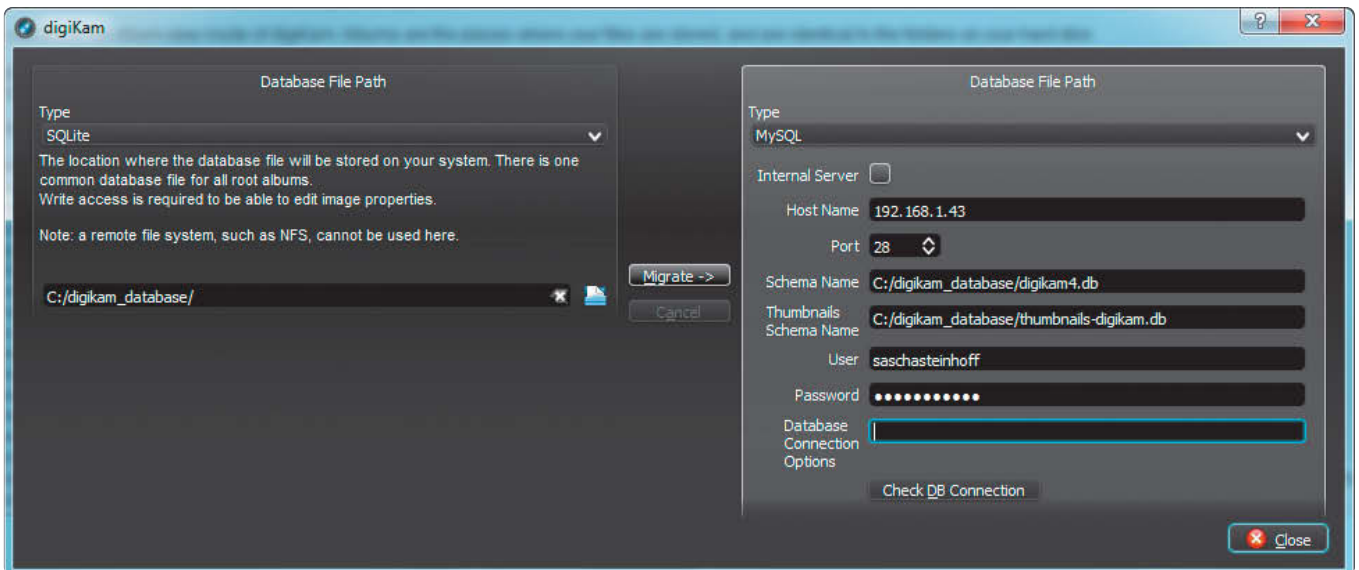 digiKam
Database File Path
Type
SQLite
The location where the database file will be stored on your system. There is one
common database file for all root albums.
Write access is required to be able to edit image properties.
Note: a remote file system, such as NFS, cannot be used here.
C:/digikam_database/
Migrate ->
Cancel
Database File Path
Type
MySQL
Internal Server
Host Name 192.168.1.43
Port 28
Schema Name C:/digikam_database/digikam4.db
Thumbnails
Schema Name C:/digikam_database/thumbnails-digikam.db
User saschasteinhoff
Password ●●●●●●●●●●●
Database
Connection
Options
Check DB Connection
Close